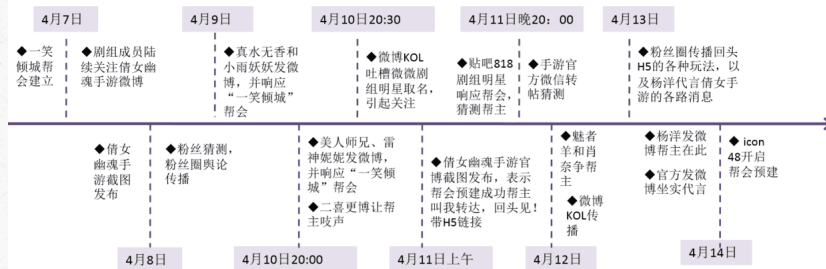 4月7日
4月9日
4月10日20:30
4月11日晚20：00
4月13日
◆一笑
倾城帮
会建立
◆剧组成员陆
续关注倩女幽
魂手游微博
◆真水无香和
小雨妖妖发微
博，并响应
“一笑倾城”
帮会
◆微博KOL
吐槽微微剧
组明星取名，
引起关注
◆贴吧818
剧组明星
响应帮会，
猜测帮主
◆手游官
方微信转
帖猜测
◆粉丝圈传播回头
H5的各种玩法，以
及杨洋代言倩女手
游的各路消息
◆倩女
幽魂手
游截图
发布
◆粉丝猜测，
粉丝圈舆论
传播
◆美人师兄、雷
神妮妮发微博，
并响应“一笑倾
城”帮会
◆二喜更博让帮
主吱声
◆倩女幽魂手游官
博截图发布，表示
帮会预建成功帮主
叫我转达，回头见！
带H5链接
◆魅者
羊和肖
奈争帮
主
◆微博
KOL传
播
◆杨洋发微
博帮主在此
◆官方发微
博坐实代言
◆ icon
48开启
帮会预建
4月8日
4月10日20:00
4月11日上午
4月12日
4月14日